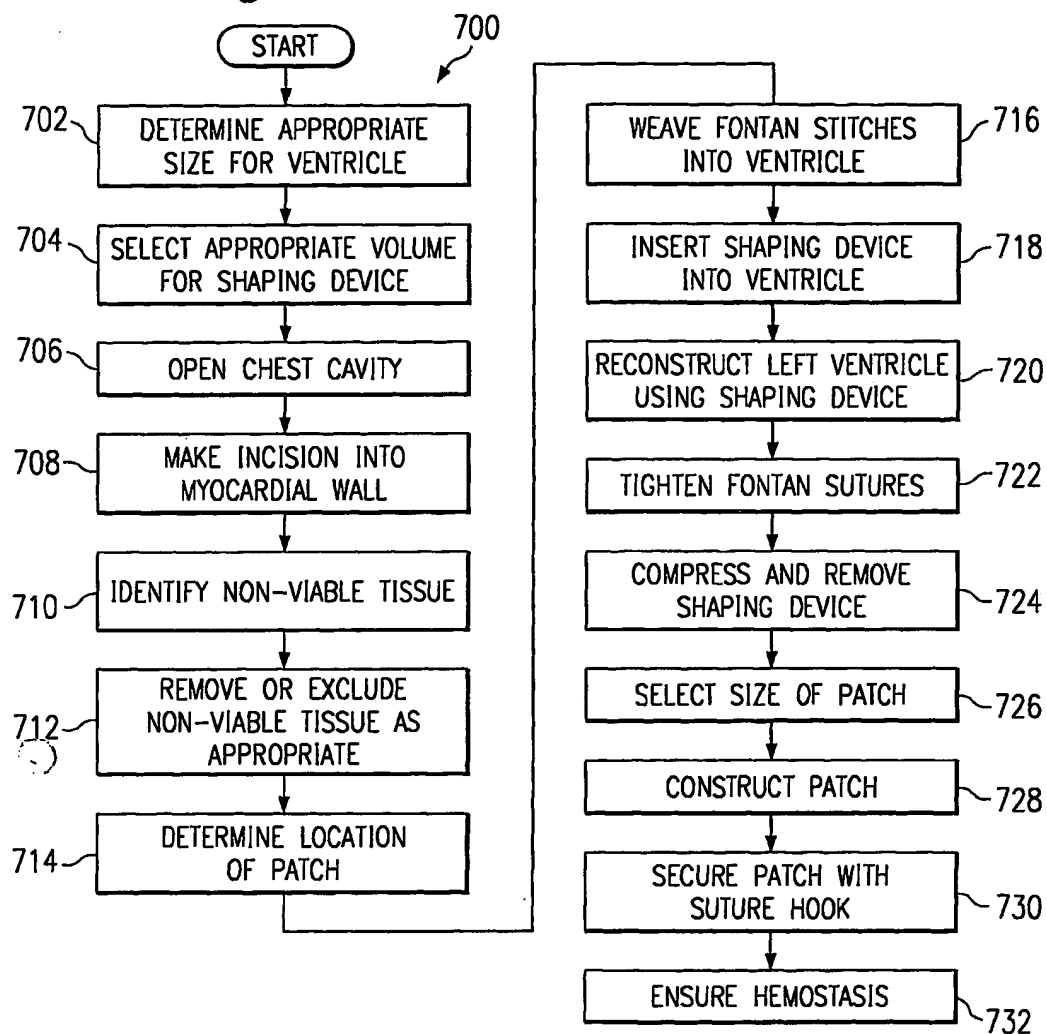 START
700
702
DETERMINE APPROPRIATE
SIZE FOR VENTRICLE
704
SELECT APPROPRIATE VOLUME
FOR SHAPING DEVICE
706
OPEN CHEST CAVITY
708
MAKE INCISION INTO
MYOCARDIAL WALL
710
IDENTIFY NON-VIABLE TISSUE
712
REMOVE OR EXCLUDE
NON-VIABLE TISSUE AS
APPROPRIATE
714
DETERMINE LOCATION
OF PATCH
WEAVE FONTAN STITCHES
INTO VENTRICLE
716
INSERT SHAPING DEVICE
INTO VENTRICLE
718
RECONSTRUCT LEFT VENTRICLE
USING SHAPING DEVICE
720
TIGHTEN FONTAN SUTURES
722
COMPRESS AND REMOVE
SHAPING DEVICE
724
SELECT SIZE OF PATCH
726
CONSTRUCT PATCH
728
SECURE PATCH WITH
SUTURE HOOK
730
ENSURE HEMOSTASIS
732